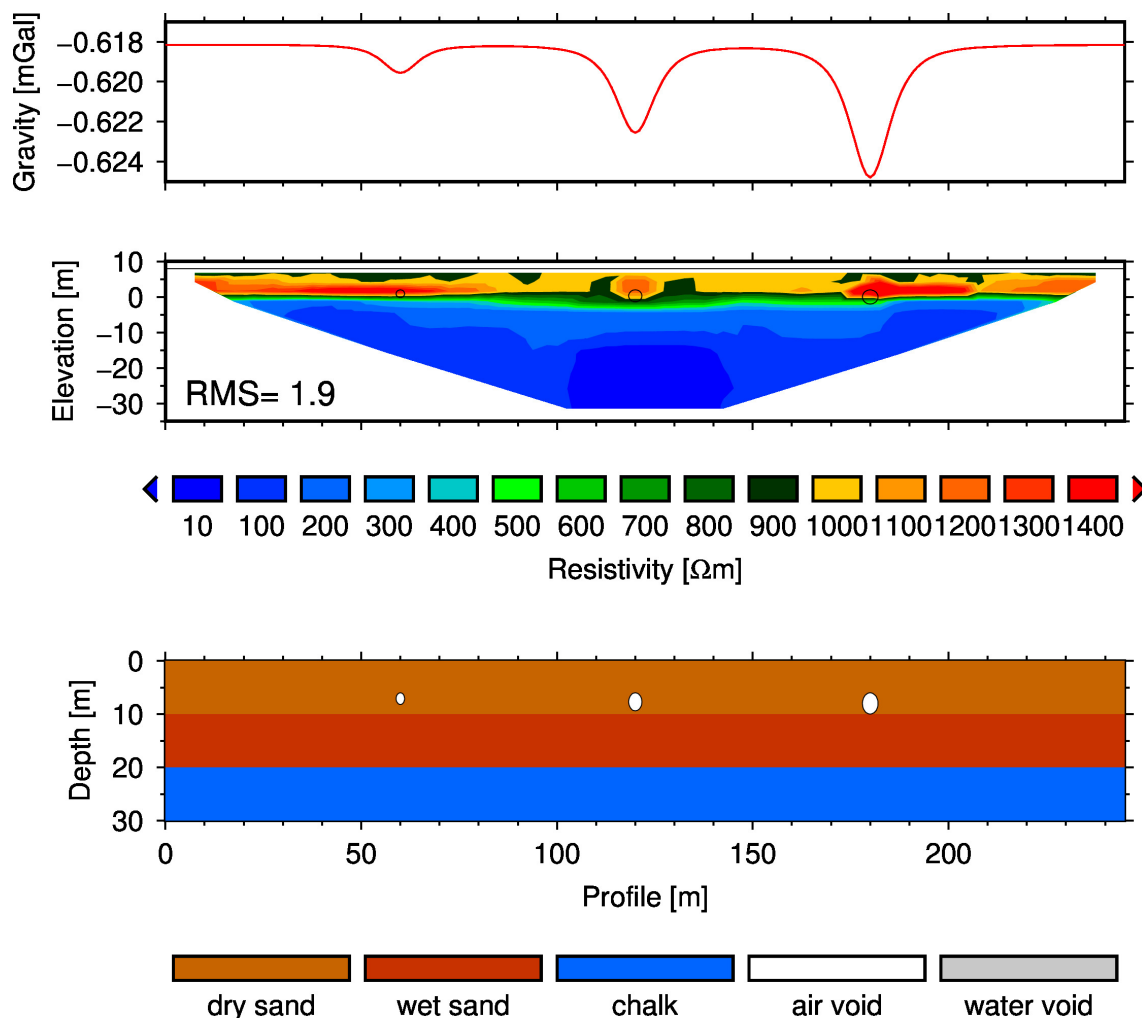 Gravity [mGal]
−0.618
−0.620
−0.622
−0.624
Elevation [m]
10
0
−10
−20
−30
RMS= 1.9
10 100 200 300 400 500 600 700 800 900 1000 1100 1200 1300 1400
Resistivity [Ωm]
Depth [m]
0
10
20
30
0 50 100 150 200
Profile [m]
dry sand wet sand chalk air void water void